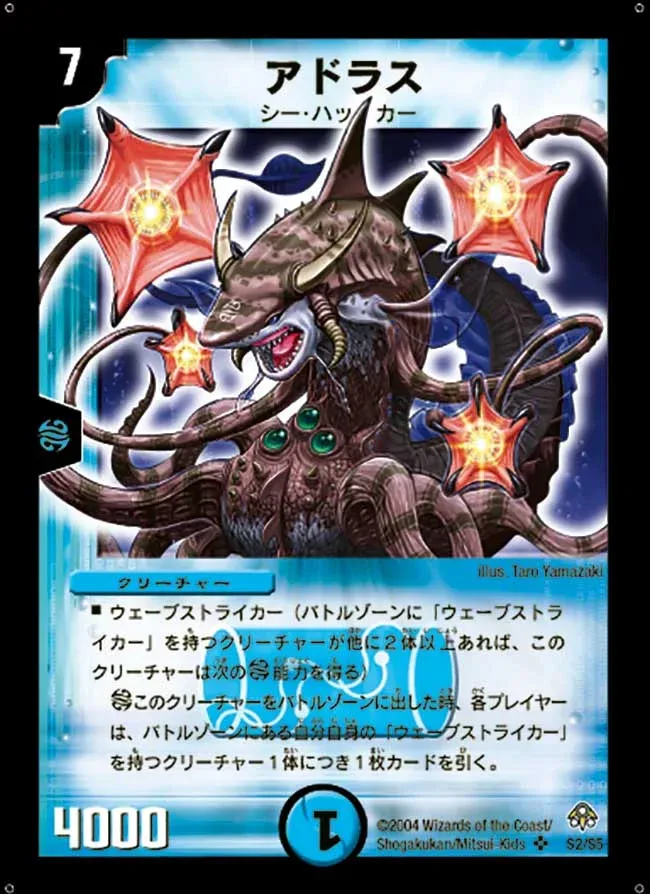 7
アドラス
シー・ハッカー
illus. Taro Yamazaki
クリーチャー
■ ウェーブストライカー（バトルゾーンに「ウェーブストラ
イカー」を持つクリーチャーが他に２体以上あれば、この
クリーチャーは次の能力を得る）
このクリーチャーをバトルゾーンに出した時、各プレイヤー
は、バトルゾーンにある自分自身の「ウェーブストライカー」
を持つクリーチャー１体につき１枚カードを引く。
4000
1
©2004 Wizards of the Coast/
Shogakukan/Mitsui-Kids S2/S5